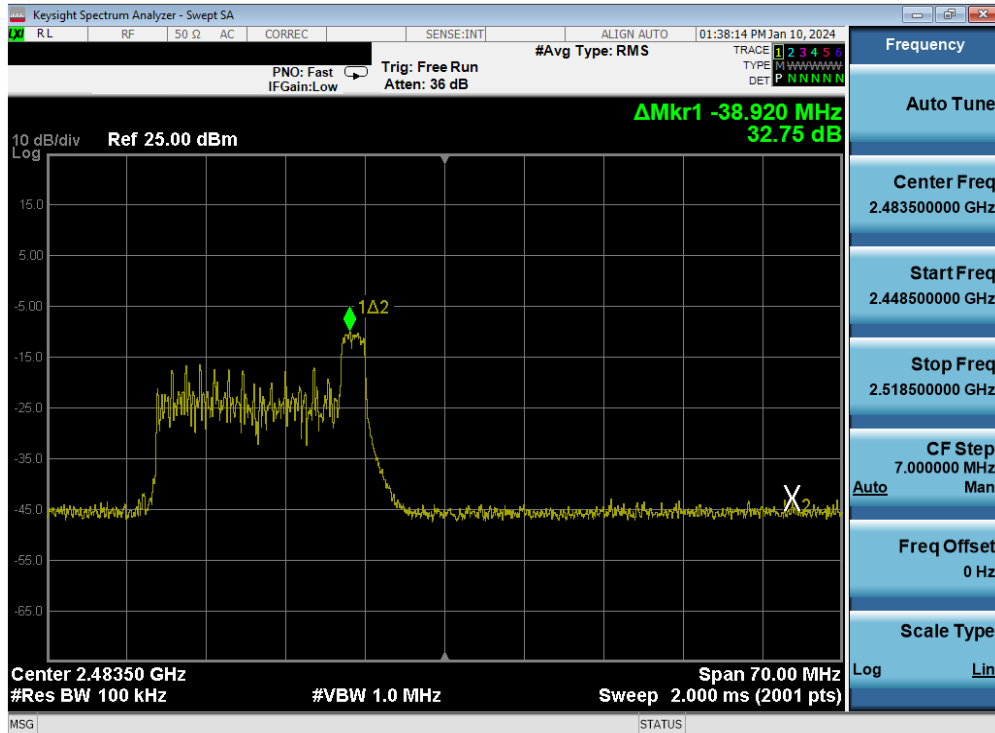 Keysight Spectrum Analyzer - Swept SA
LXI RL RF 50 Ω AC CORREC SENSE:INT ALIGN AUTO 01:38:14 PM Jan 10, 2024
#Avg Type: RMS TRACE 1 2 3 4 5 6
PNO: Fast Trig: Free Run TYPE M WWWWW
IFGain:Low Atten: 36 dB DET P N N N N N
ΔMkr1 -38.920 MHz
32.75 dB
10 dB/div Ref 25.00 dBm
Log
15.0
5.00
-5.00
1Δ2
-15.0
-25.0
-35.0
-45.0
X2
-55.0
-65.0
Center 2.48350 GHz Span 70.00 MHz
#Res BW 100 kHz #VBW 1.0 MHz Sweep 2.000 ms (2001 pts)
MSG STATUS
Frequency
Auto Tune
Center Freq
2.483500000 GHz
Start Freq
2.448500000 GHz
Stop Freq
2.518500000 GHz
CF Step
7.000000 MHz
Auto Man
Freq Offset
0 Hz
Scale Type
Log Lin